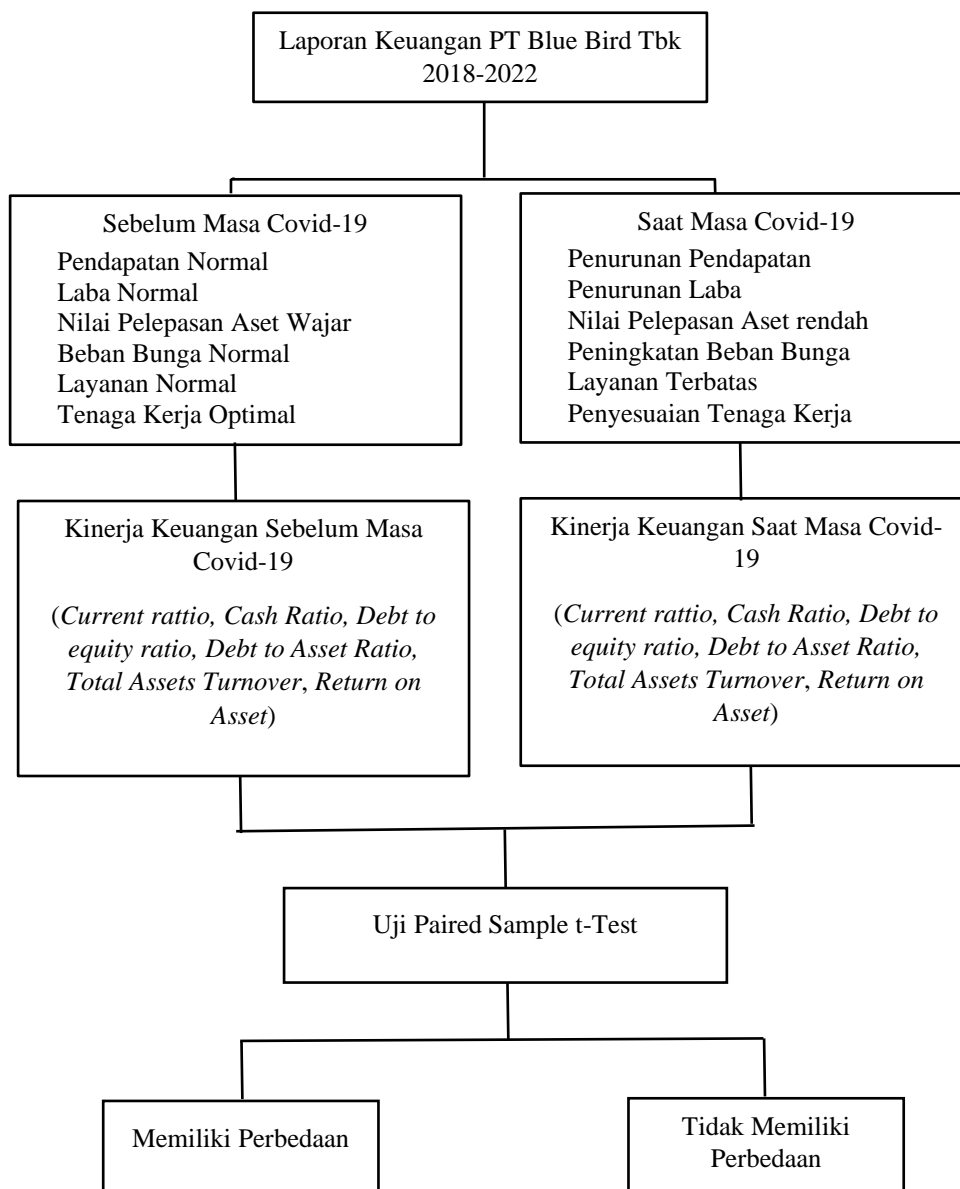 Laporan Keuangan PT Blue Bird Tbk
2018-2022
Sebelum Masa Covid-19
Pendapatan Normal
Laba Normal
Nilai Pelepasan Aset Wajar
Beban Bunga Normal
Layanan Normal
Tenaga Kerja Optimal
Saat Masa Covid-19
Penurunan Pendapatan
Penurunan Laba
Nilai Pelepasan Aset rendah
Peningkatan Beban Bunga
Layanan Terbatas
Penyesuaian Tenaga Kerja
Kinerja Keuangan Sebelum Masa
Covid-19
(Current rattio, Cash Ratio, Debt to
equity ratio, Debt to Asset Ratio,
Total Assets Turnover, Return on
Asset)
Kinerja Keuangan Saat Masa Covid-
19
(Current rattio, Cash Ratio, Debt to
equity ratio, Debt to Asset Ratio,
Total Assets Turnover, Return on
Asset)
Uji Paired Sample t-Test
Memiliki Perbedaan
Tidak Memiliki
Perbedaan